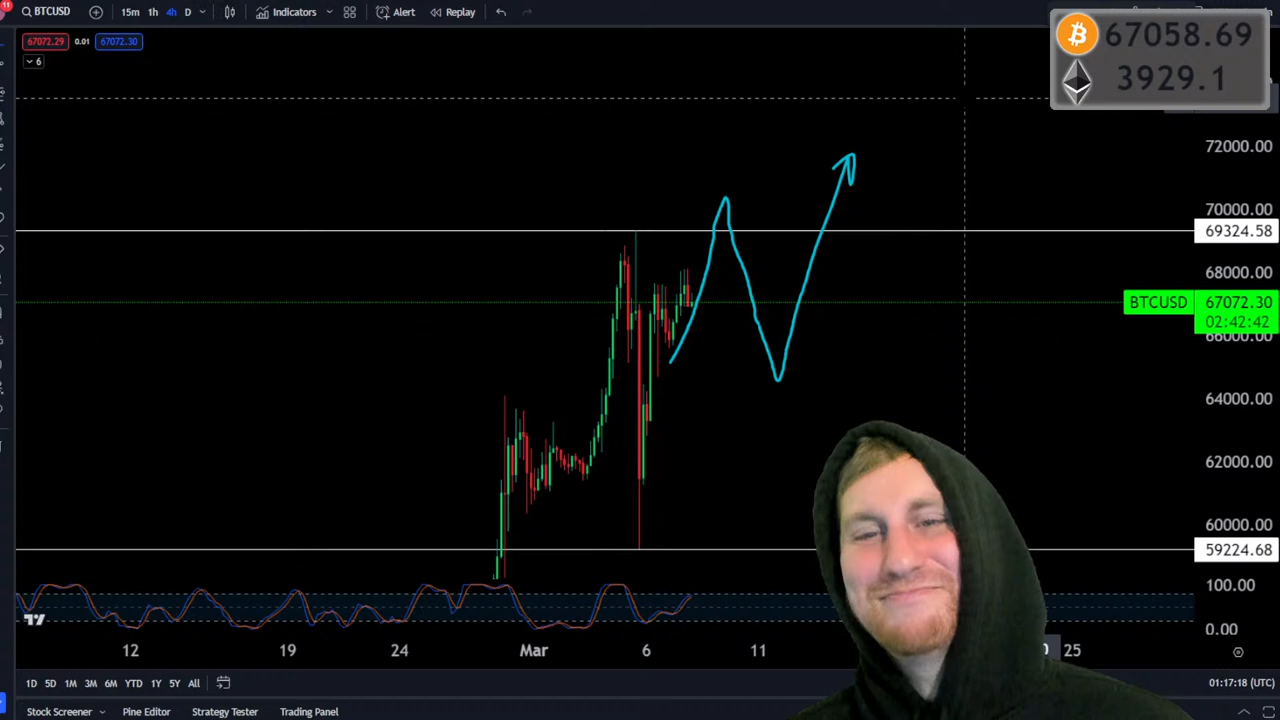 11
BTCUSD 15m 1h 4h D Indicators Alert Replay
67072.29 0.01 67072.30
6
67058.69
3929.1
72000.00
70000.00
69324.58
68000.00
BTCUSD 67072.30
02:42:42
66000.00
64000.00
62000.00
60000.00
59224.68
100.00
0.00
12 19 24 Mar 6 11 25
1D 5D 1M 3M 6M YTD 1Y 5Y All 01:17:18 (UTC)
Stock Screener Pine Editor Strategy Tester Trading Panel